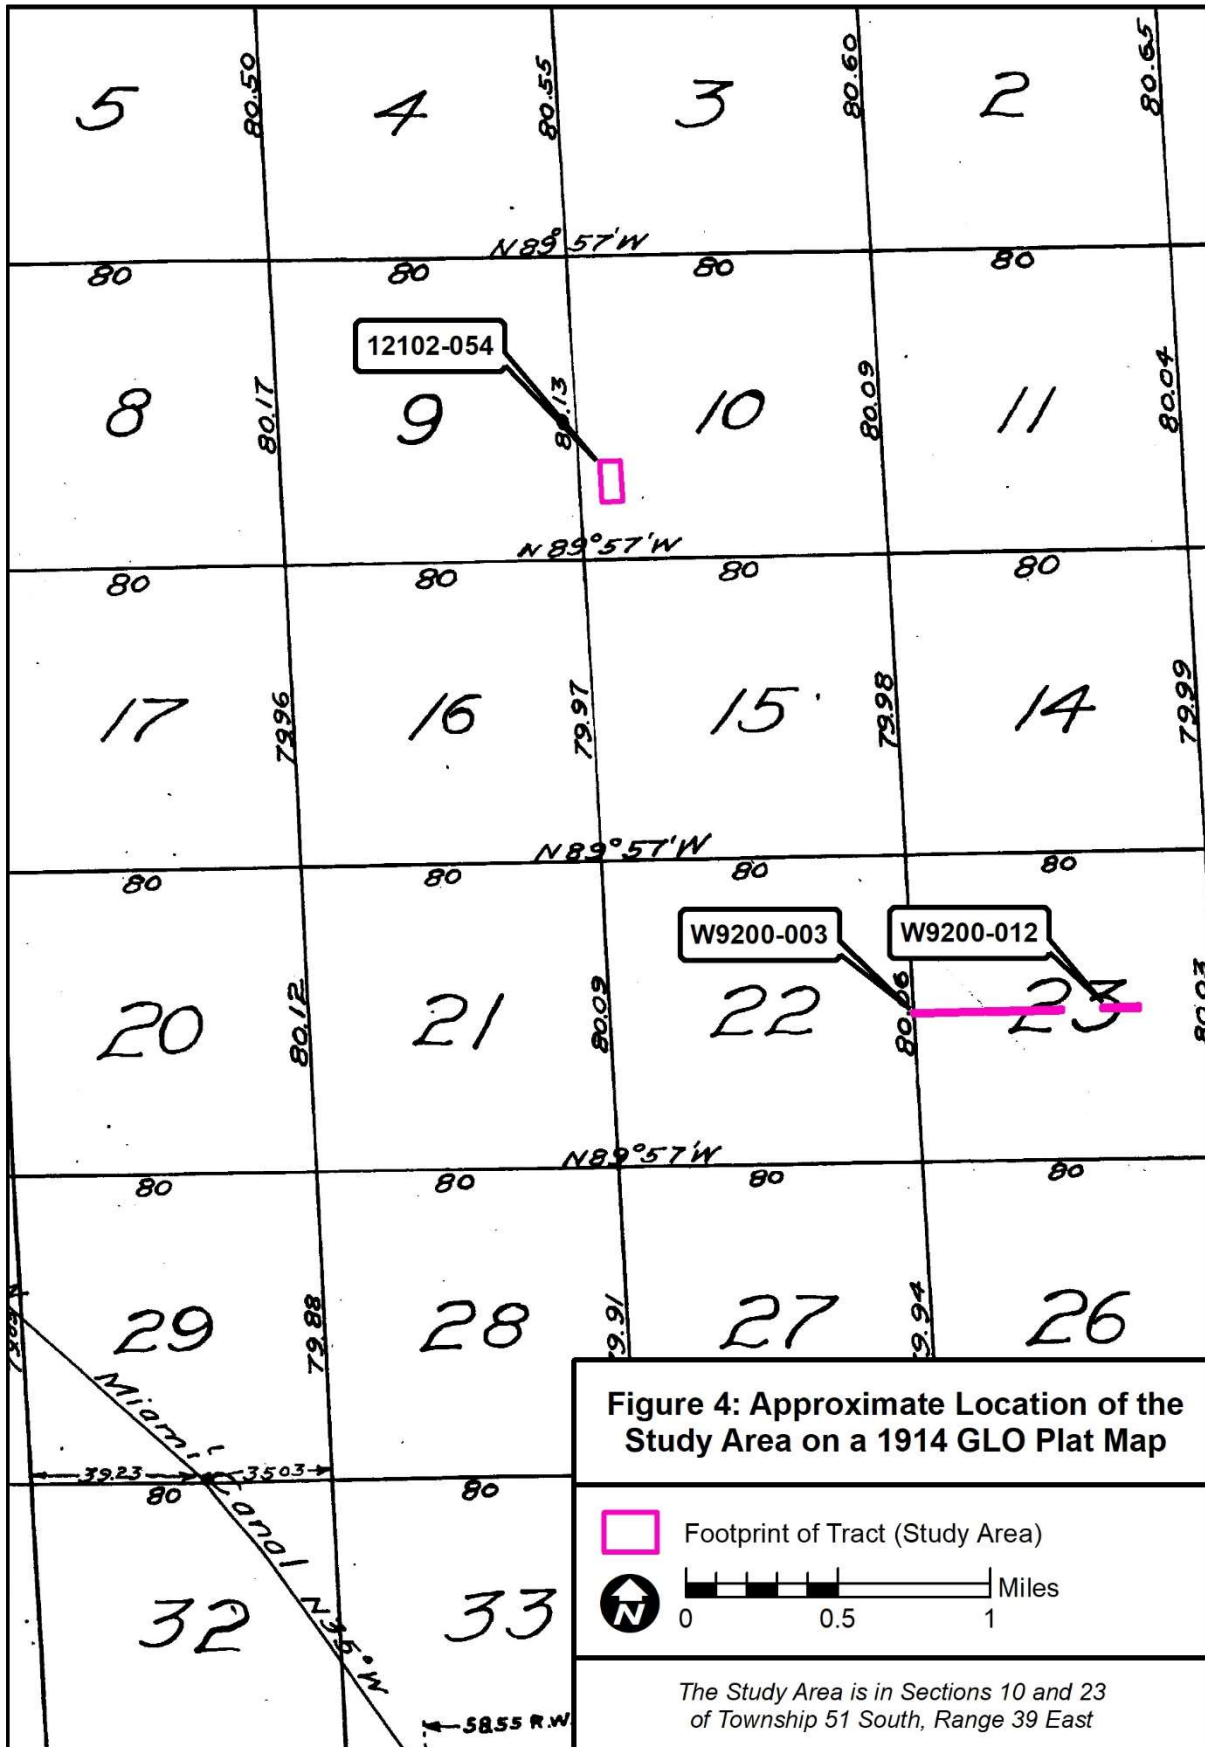 5 4 3 2
80.50 80.55 80.60 80.65
N89°57'W
80 80 80 80
12102-054
8 9 10 11
80.17 80.09 80.04
N89°57'W
80 80 80 80
17 16 15 14
79.96 79.97 79.98 79.99
N89°57'W
80 80 80 80
W9200-003 W9200-012
20 21 22 23
80.12 80.09 80.03
N89°57'W
80 80 80 80
29 28 27 26
79.88
Miami Canal N35°W
39.23 35.03
80 80
32 33
58.55 R.W.
Figure 4: Approximate Location of the
Study Area on a 1914 GLO Plat Map
Footprint of Tract (Study Area)
N
Miles
0 0.5 1
The Study Area is in Sections 10 and 23
of Township 51 South, Range 39 East